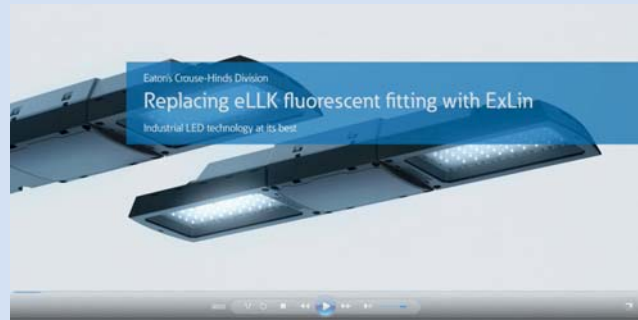 Eaton's Crouse-Hinds Division
Replacing eLLK fluorescent fitting with ExLin
Industrial LED technology at its best